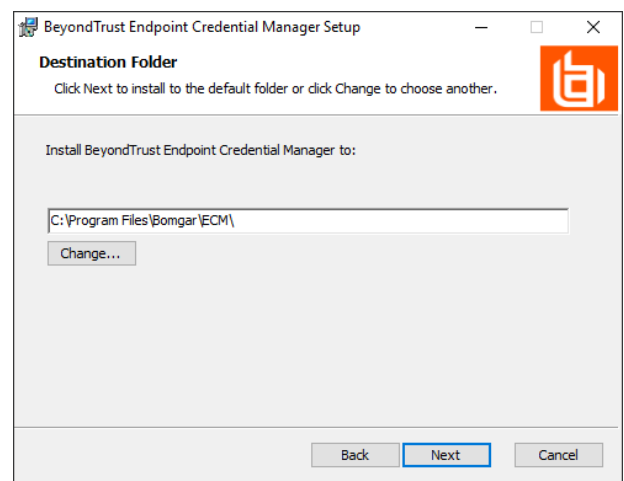 BeyondTrust Endpoint Credential Manager Setup
Destination Folder
Click Next to install to the default folder or click Change to choose another.
Install BeyondTrust Endpoint Credential Manager to:
C:\Program Files\Bomgar\ECM\
Change...
Back Next Cancel